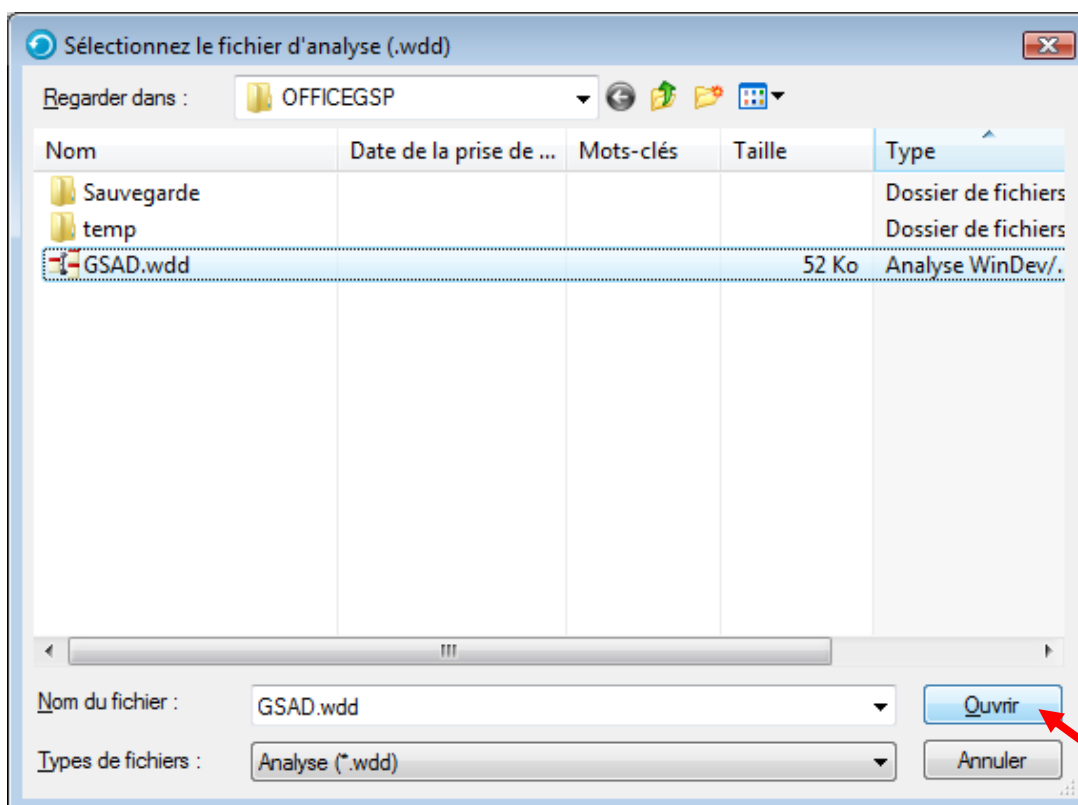 Sélectionnez le fichier d'analyse (.wdd)
Regarder dans : OFFICEGSP
Nom Date de la prise de ... Mots-clés Taille Type
Sauvegarde Dossier de fichiers
temp Dossier de fichiers
GSAD.wdd 52 Ko Analyse WinDev/.
Nom du fichier : GSAD.wdd Ouvrir
Types de fichiers : Analyse (*.wdd) Annuler